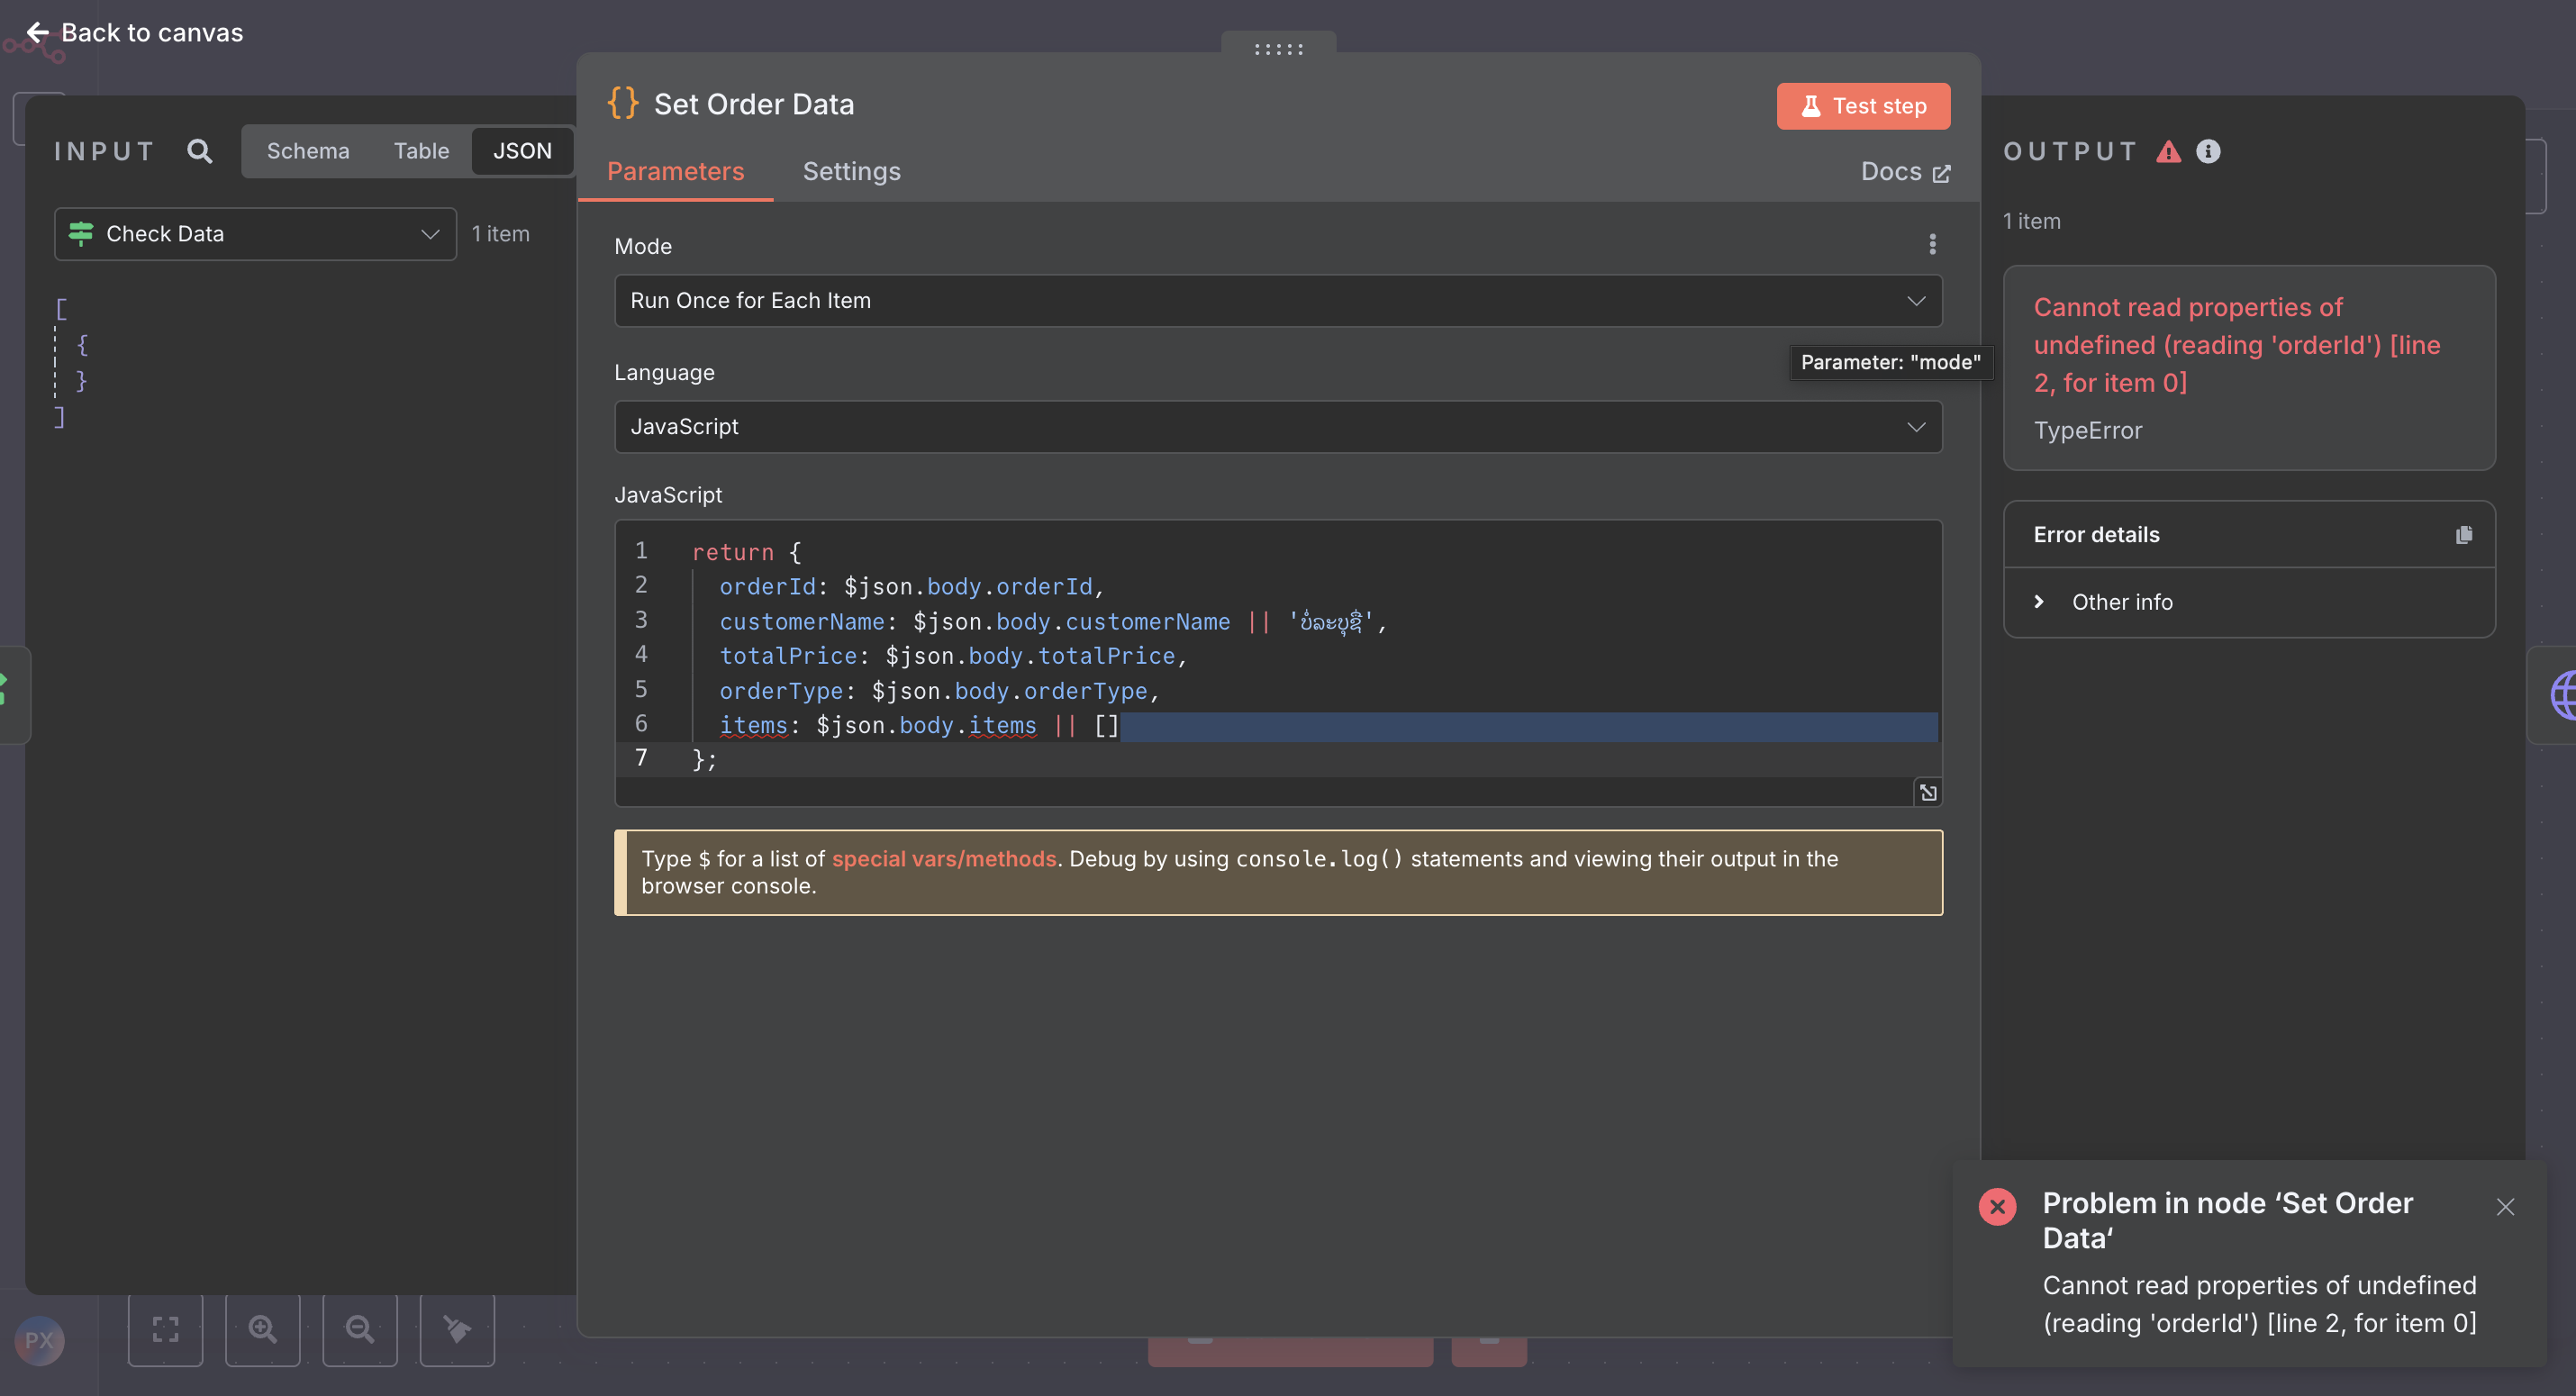 Back to canvas
INPUT
Schema Table JSON
Check Data 1 item
[
{
}
]
Set Order Data
Test step
Parameters Settings Docs
Mode
Run Once for Each Item
Parameter: "mode"
Language
JavaScript
JavaScript
1 return {
2 orderId: $json.body.orderId,
3 customerName: $json.body.customerName || 'ບໍ່ລະບຸຊື່',
4 totalPrice: $json.body.totalPrice,
5 orderType: $json.body.orderType,
6 items: $json.body.items || []
7 };
Type $ for a list of special vars/methods. Debug by using console.log() statements and viewing their output in the
browser console.
OUTPUT
1 item
Cannot read properties of
undefined (reading 'orderId') [line
2, for item 0]
TypeError
Error details
Other info
Problem in node ‘Set Order
Data‘
Cannot read properties of undefined
(reading 'orderId') [line 2, for item 0]
PX